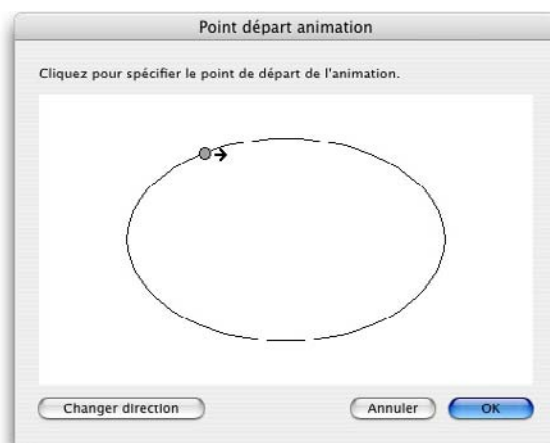 Point départ animation
Cliquez pour spécifier le point de départ de l'animation.
Changer direction
Annuler
OK